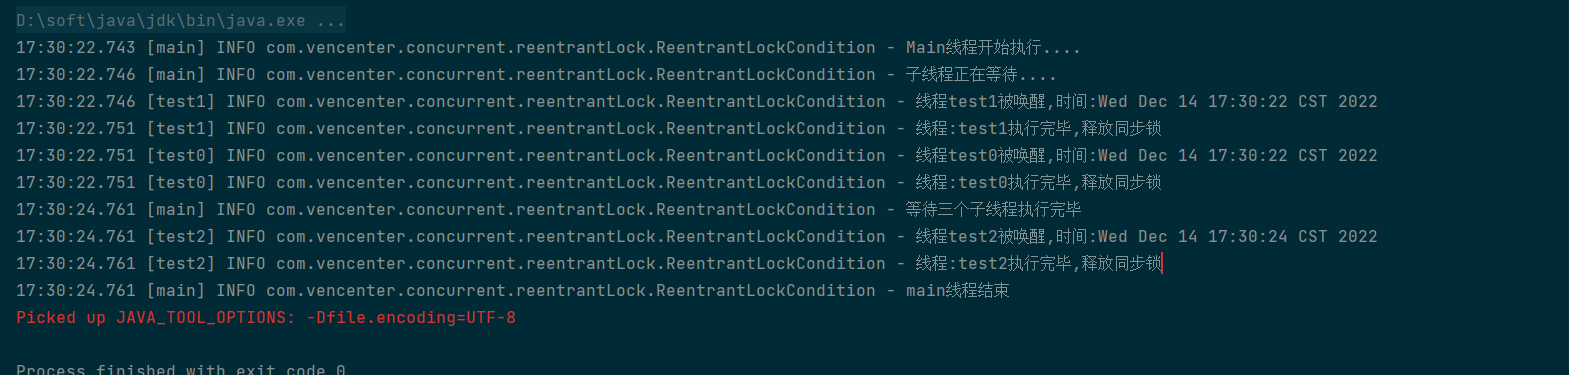 D:\soft\java\jdk\bin\java.exe ...
17:30:22.743 [main] INFO com.vencenter.concurrent.reentrantLock.ReentrantLockCondition - Main线程开始执行....
17:30:22.746 [main] INFO com.vencenter.concurrent.reentrantLock.ReentrantLockCondition - 子线程正在等待....
17:30:22.746 [test1] INFO com.vencenter.concurrent.reentrantLock.ReentrantLockCondition - 线程test1被唤醒,时间:Wed Dec 14 17:30:22 CST 2022
17:30:22.751 [test1] INFO com.vencenter.concurrent.reentrantLock.ReentrantLockCondition - 线程:test1执行完毕,释放同步锁
17:30:22.751 [test0] INFO com.vencenter.concurrent.reentrantLock.ReentrantLockCondition - 线程test0被唤醒,时间:Wed Dec 14 17:30:22 CST 2022
17:30:22.751 [test0] INFO com.vencenter.concurrent.reentrantLock.ReentrantLockCondition - 线程:test0执行完毕,释放同步锁
17:30:24.761 [main] INFO com.vencenter.concurrent.reentrantLock.ReentrantLockCondition - 等待三个子线程执行完毕
17:30:24.761 [test2] INFO com.vencenter.concurrent.reentrantLock.ReentrantLockCondition - 线程test2被唤醒,时间:Wed Dec 14 17:30:24 CST 2022
17:30:24.761 [test2] INFO com.vencenter.concurrent.reentrantLock.ReentrantLockCondition - 线程:test2执行完毕,释放同步锁
17:30:24.761 [main] INFO com.vencenter.concurrent.reentrantLock.ReentrantLockCondition - main线程结束
Picked up JAVA_TOOL_OPTIONS: -Dfile.encoding=UTF-8
Process finished with exit code 0